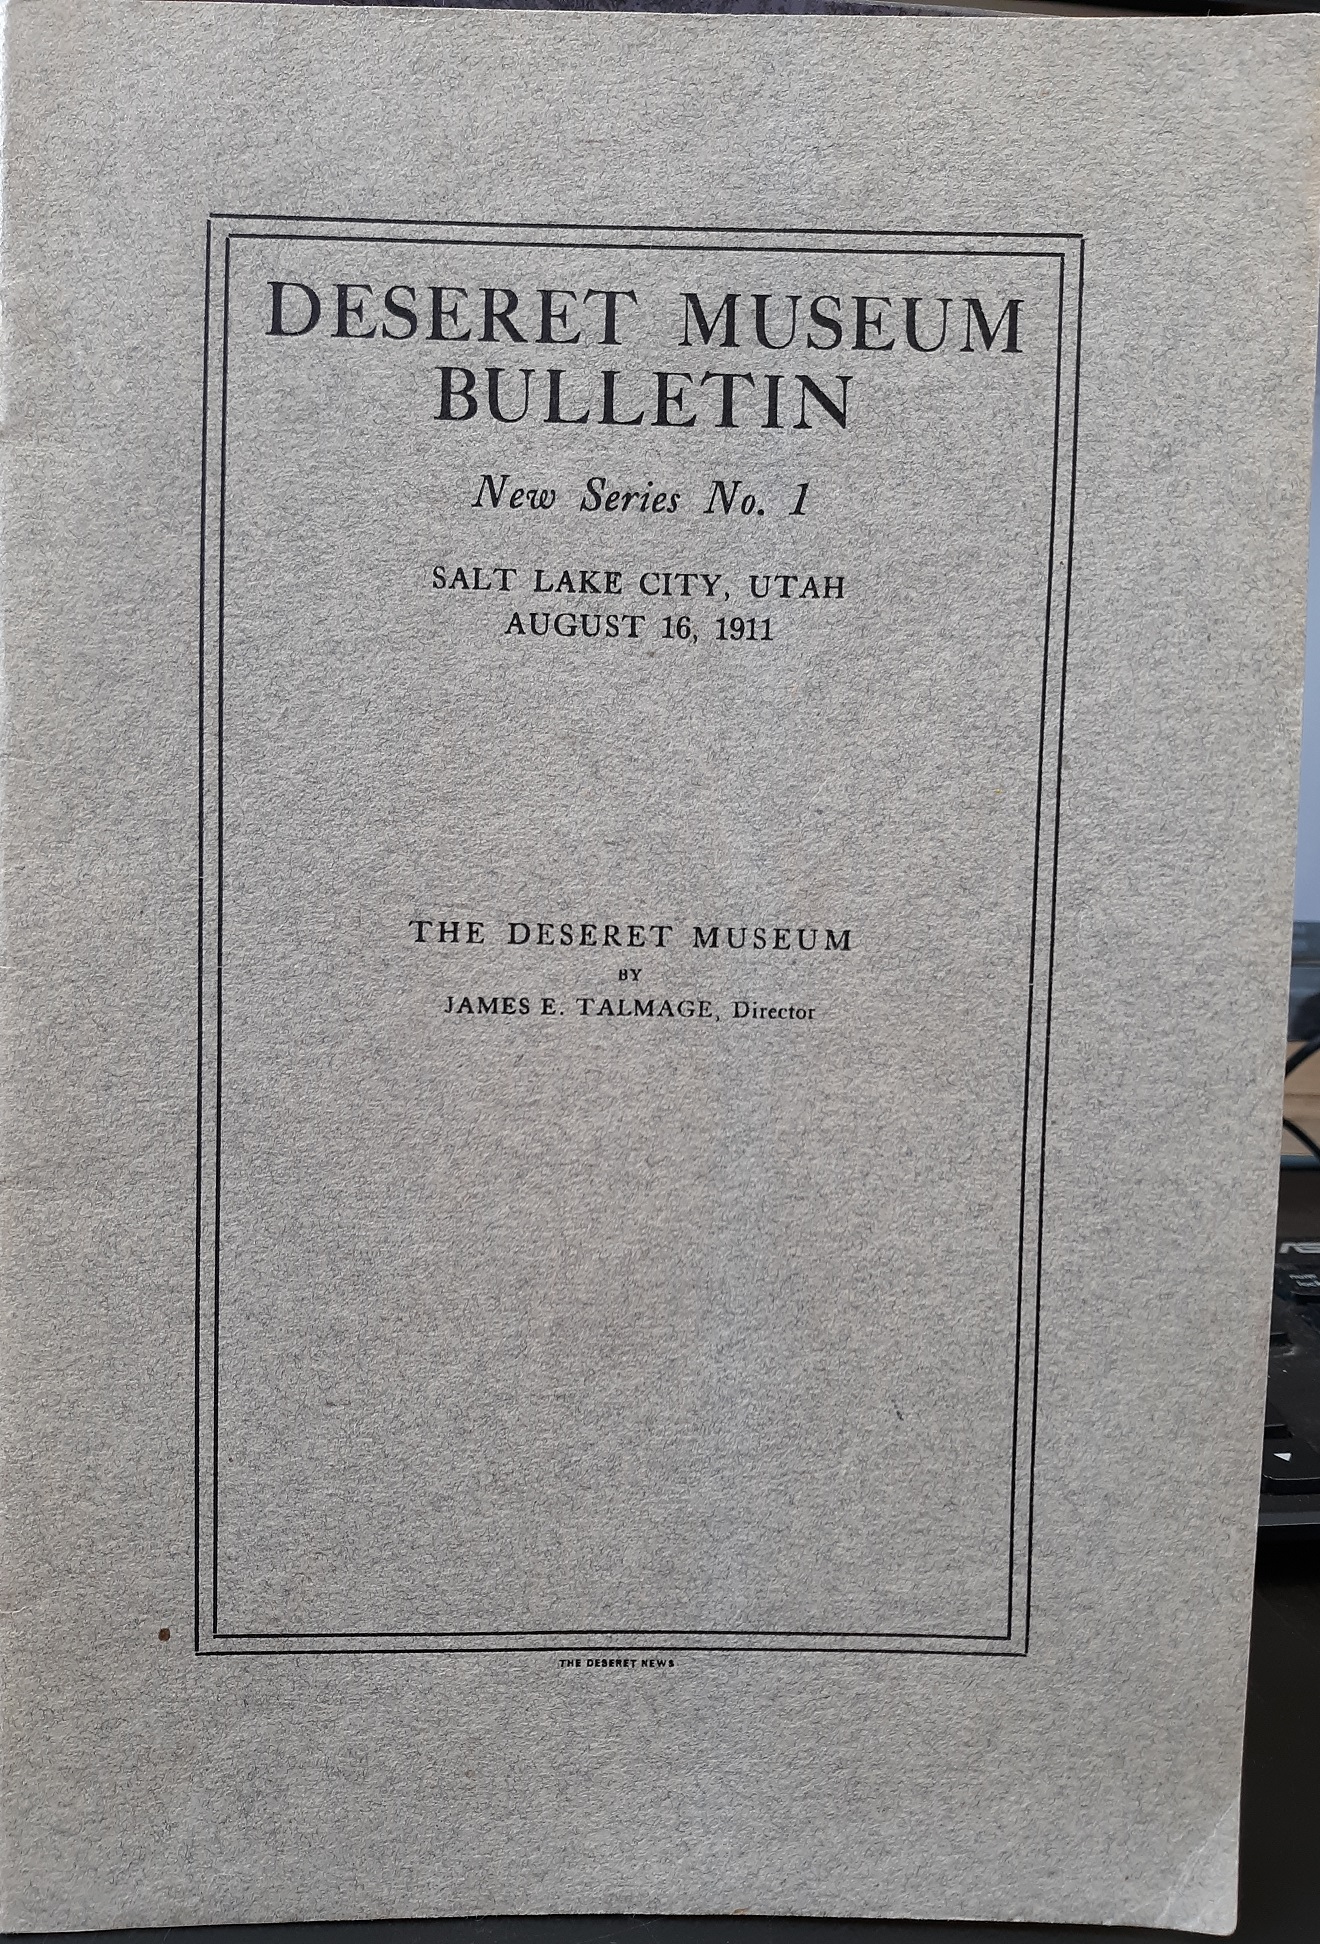 DESERET MUSEUM
BULLETIN
New Series No. 1
SALT LAKE CITY, UTAH
AUGUST 16, 1911
THE DESERET MUSEUM
BY
JAMES E. TALMAGE, Director
THE DESERET NEWS